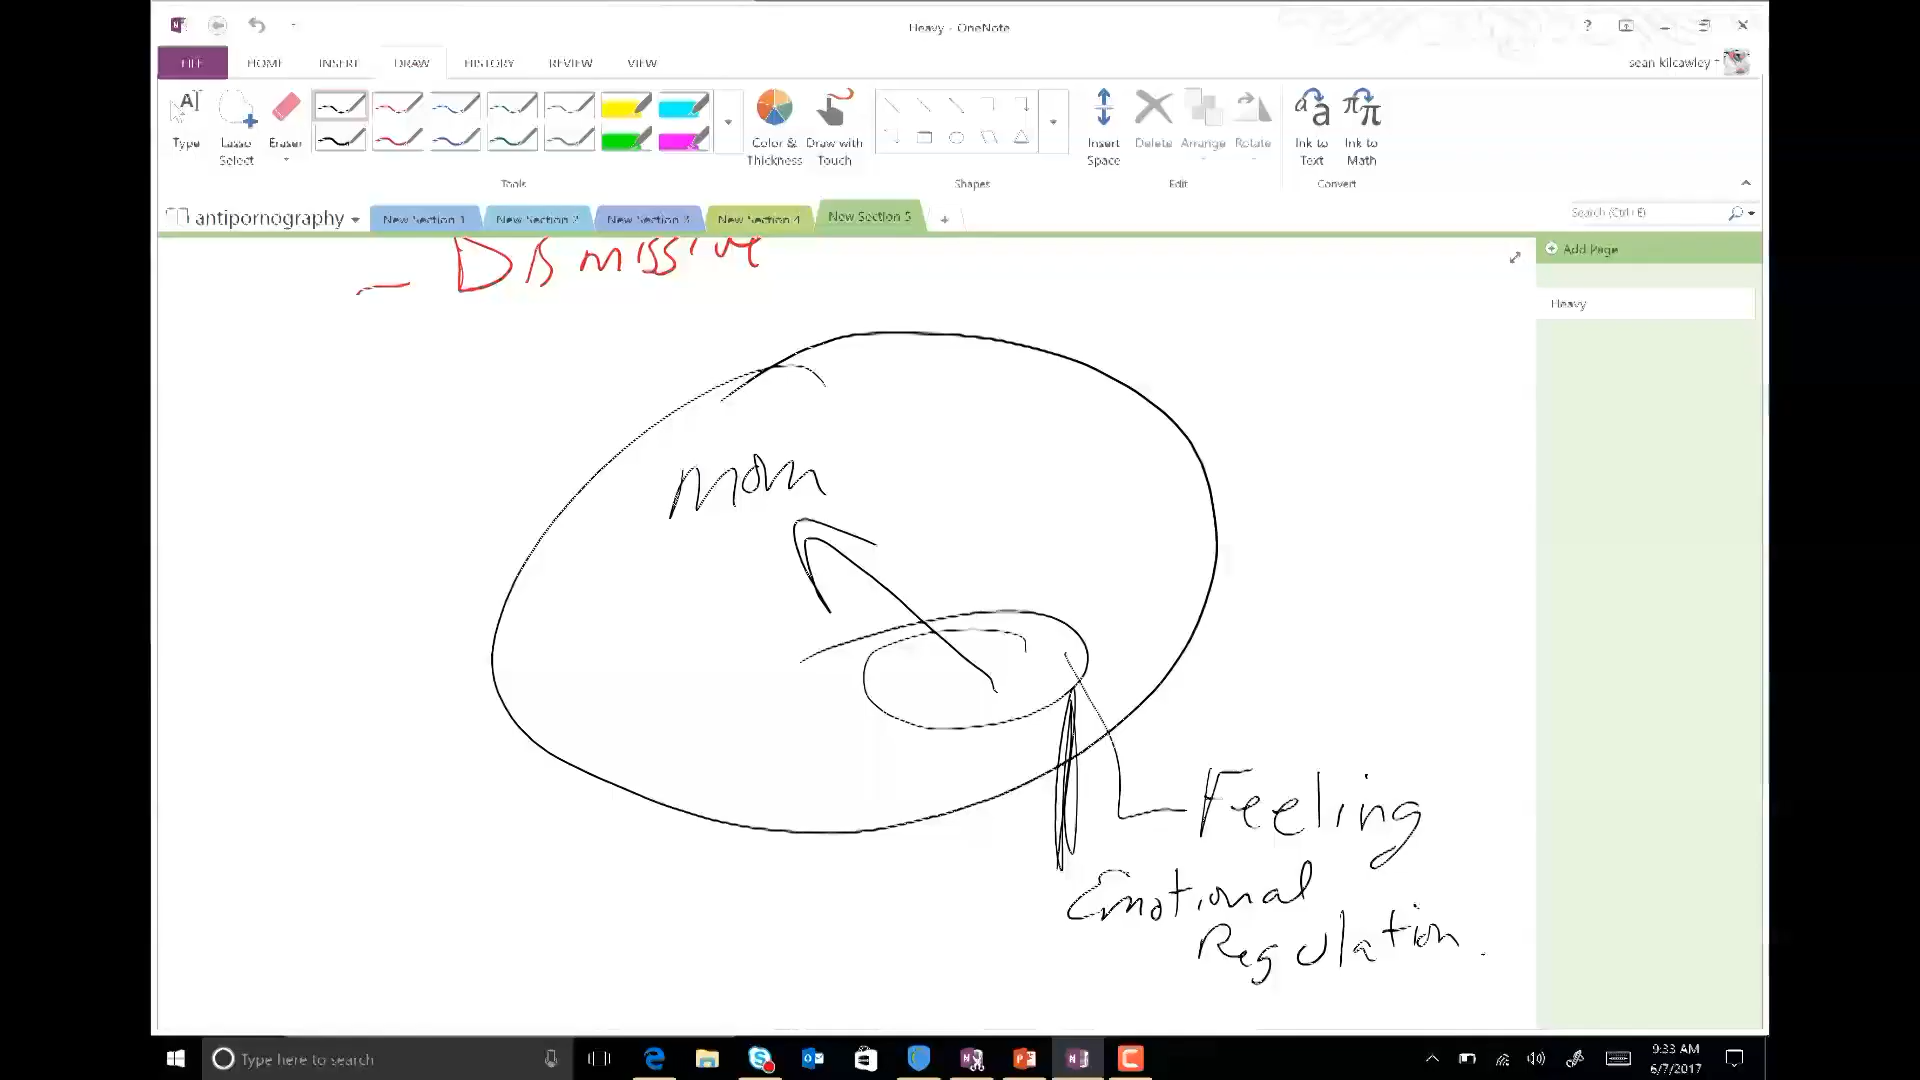 Heavy - OneNote
?
FILE HOME INSERT DRAW HISTORY REVIEW VIEW
sean kilcawley
Type
Lasso Select
Eraser
Color & Thickness
Draw with Touch
Insert Space
Delete
Arrange
Rotate
Ink to Text
Ink to Math
Tools
Shapes
Edit
Convert
antipornography New Section 1 New Section 2 New Section 3 New Section 4 New Section 5 +
Search (Ctrl+E)
Add Page
Heavy
- Dismissive
mom
Feeling
Emotional
Regulation.
Type here to search
9:33 AM
6/7/2017